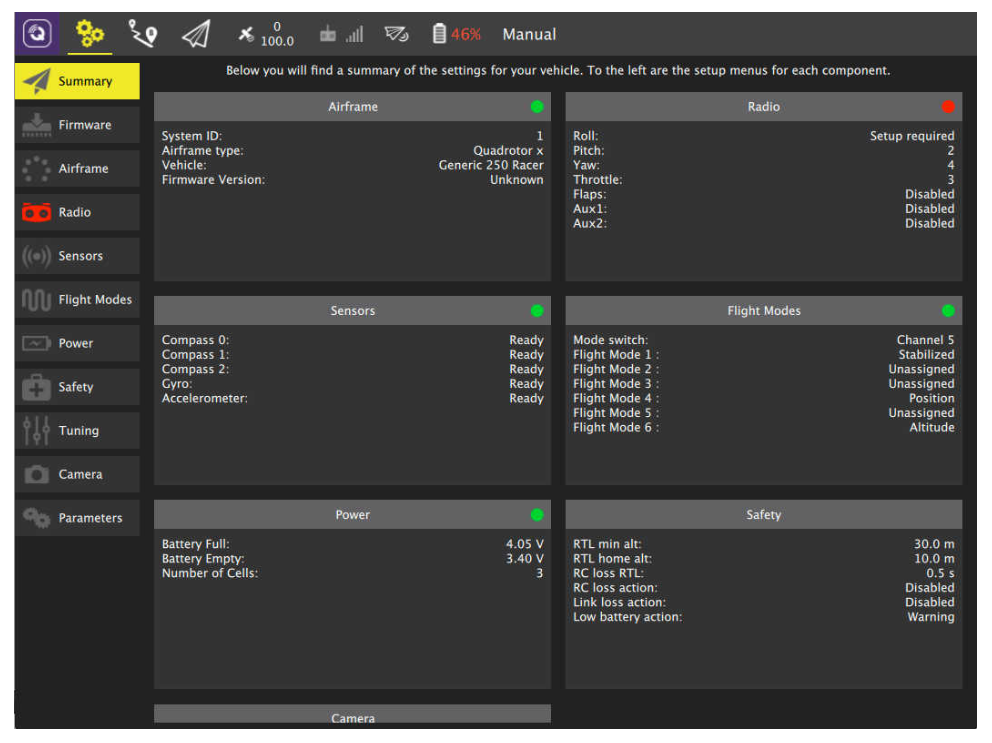 0
100.0
46%
Manual
Below you will find a summary of the settings for your vehicle. To the left are the setup menus for each component.
Summary
Firmware
Airframe
Radio
Sensors
Flight Modes
Power
Safety
Tuning
Camera
Parameters
Airframe
System ID: 1
Airframe type: Quadrotor x
Vehicle: Generic 250 Racer
Firmware Version: Unknown
Radio
Roll: Setup required
Pitch: 2
Yaw: 4
Throttle: 3
Flaps: Disabled
Aux1: Disabled
Aux2: Disabled
Sensors
Compass 0: Ready
Compass 1: Ready
Compass 2: Ready
Gyro: Ready
Accelerometer: Ready
Flight Modes
Mode switch: Channel 5
Flight Mode 1 : Stabilized
Flight Mode 2 : Unassigned
Flight Mode 3 : Unassigned
Flight Mode 4 : Position
Flight Mode 5 : Unassigned
Flight Mode 6 : Altitude
Power
Battery Full: 4.05 V
Battery Empty: 3.40 V
Number of Cells: 3
Safety
RTL min alt: 30.0 m
RTL home alt: 10.0 m
RC loss RTL: 0.5 s
RC loss action: Disabled
Link loss action: Disabled
Low battery action: Warning
Camera